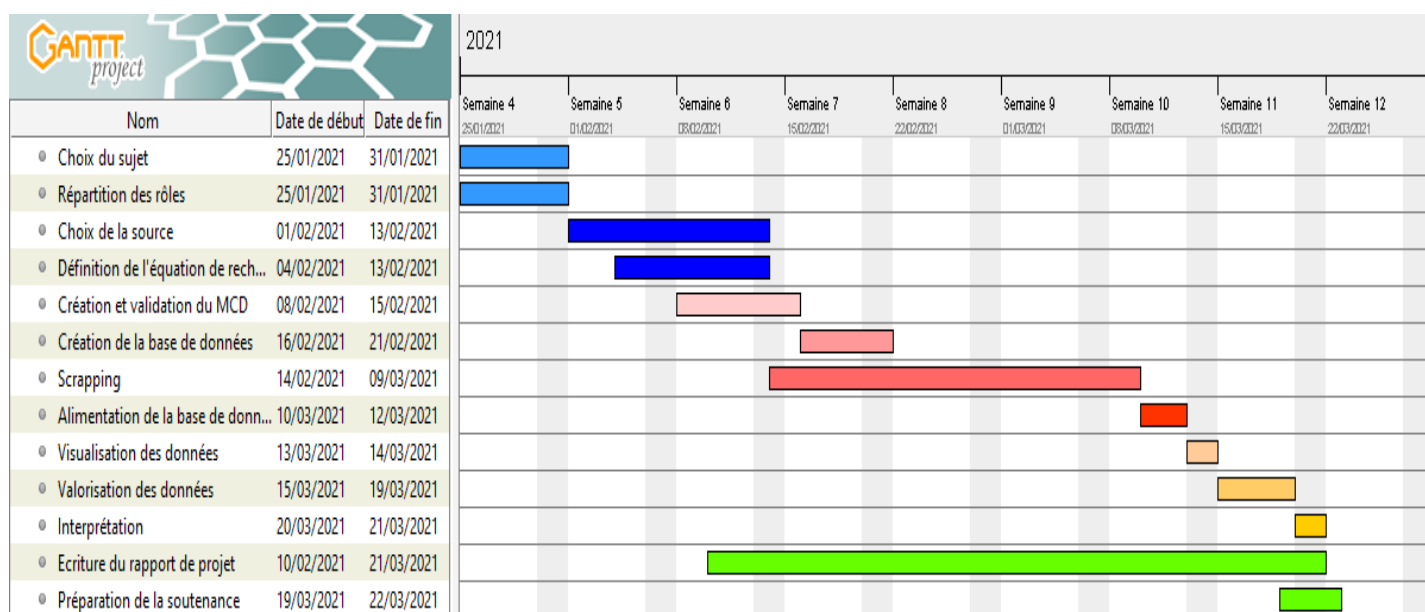 GANTT
project
2021
Semaine 4 Semaine 5 Semaine 6 Semaine 7 Semaine 8 Semaine 9 Semaine 10 Semaine 11 Semaine 12
Nom Date de début Date de fin
25/01/2021 01/02/2021 08/02/2021 15/02/2021 22/02/2021 01/03/2021 08/03/2021 15/03/2021 22/03/2021
Choix du sujet 25/01/2021 31/01/2021
Répartition des rôles 25/01/2021 31/01/2021
Choix de la source 01/02/2021 13/02/2021
Définition de l'équation de rech... 04/02/2021 13/02/2021
Création et validation du MCD 08/02/2021 15/02/2021
Création de la base de données 16/02/2021 21/02/2021
Scrapping 14/02/2021 09/03/2021
Alimentation de la base de donn... 10/03/2021 12/03/2021
Visualisation des données 13/03/2021 14/03/2021
Valorisation des données 15/03/2021 19/03/2021
Interprétation 20/03/2021 21/03/2021
Ecriture du rapport de projet 10/02/2021 21/03/2021
Préparation de la soutenance 19/03/2021 22/03/2021